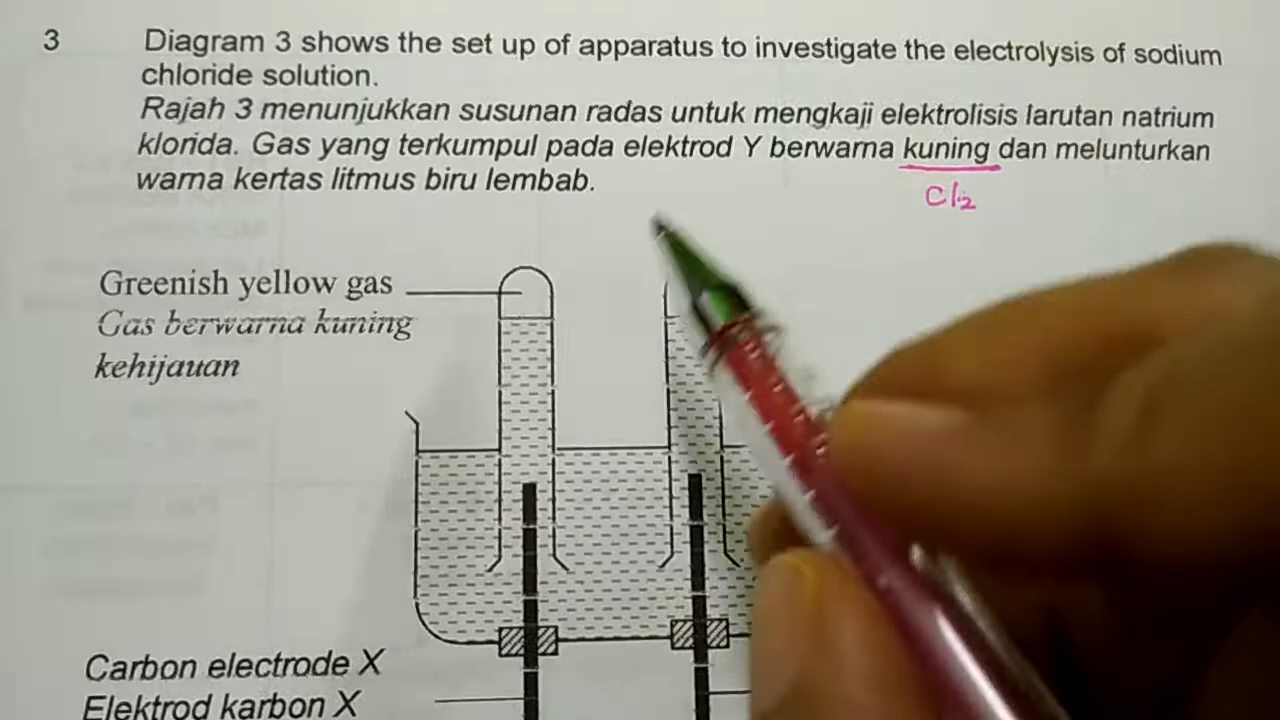 3 Diagram 3 shows the set up of apparatus to investigate the electrolysis of sodium
chloride solution.
Rajah 3 menunjukkan susunan radas untuk mengkaji elektrolisis larutan natrium
klorida. Gas yang terkumpul pada elektrod Y berwarna kuning dan melunturkan
warna kertas litmus biru lembab.
Cl2
Greenish yellow gas
Gas berwarna kuning
kehijauan
Carbon electrode X
Elektrod karbon X